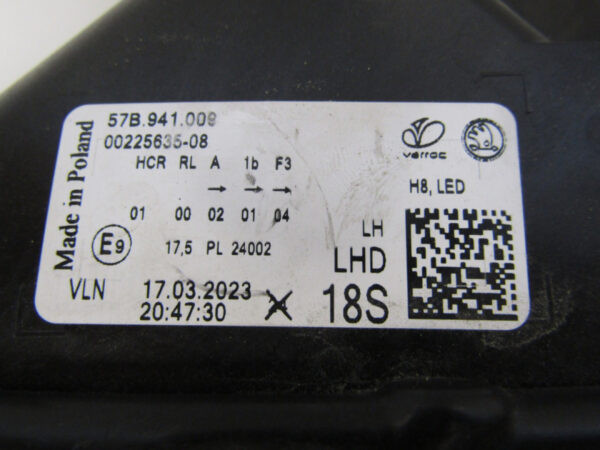 Made in Poland
57B.941.009
00225635-08
HCR RL A 1b F3
→ → →
01 00 02 01 04
E9
17,5 PL 24002
VLN 17.03.2023
20:47:30
varroc
H8, LED
LH
LHD
18S